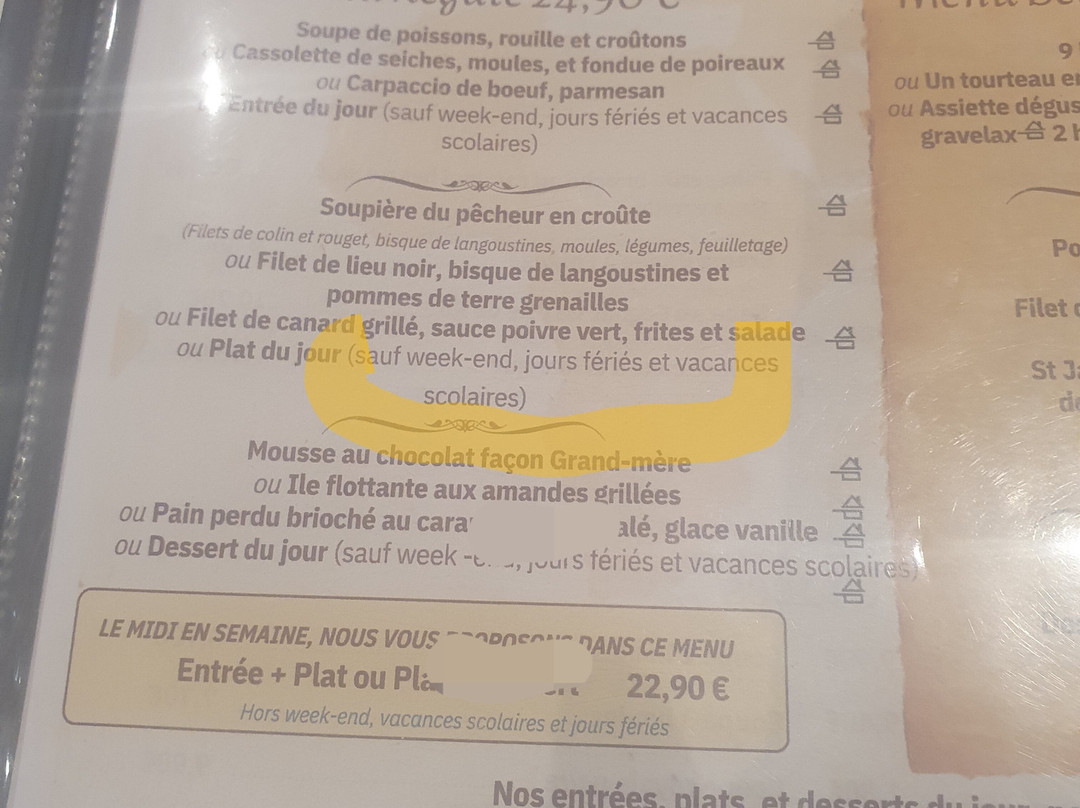 24,90 €
Soupe de poissons, rouille et croûtons
ou Cassolette de seiches, moules, et fondue de poireaux
ou Carpaccio de boeuf, parmesan
Entrée du jour (sauf week-end, jours fériés et vacances
scolaires)
Soupière du pêcheur en croûte
(Filets de colin et rouget, bisque de langoustines, moules, légumes, feuilletage)
ou Filet de lieu noir, bisque de langoustines et
pommes de terre grenailles
ou Filet de canard grillé, sauce poivre vert, frites et salade
ou Plat du jour (sauf week-end, jours fériés et vacances
scolaires)
Mousse au chocolat façon Grand-mère
ou Ile flottante aux amandes grillées
ou Pain perdu brioché au cara alé, glace vanille
ou Dessert du jour (sauf week - jours fériés et vacances scolaires)
LE MIDI EN SEMAINE, NOUS VOUS PROPOSONS DANS CE MENU
Entrée + Plat ou 22,90 €
Hors week-end, vacances scolaires et jours fériés
Nos entrées, plats, et desserts du jour
Menu
9
ou Un tourteau
ou Assiette
gravelax 2
Filet
St